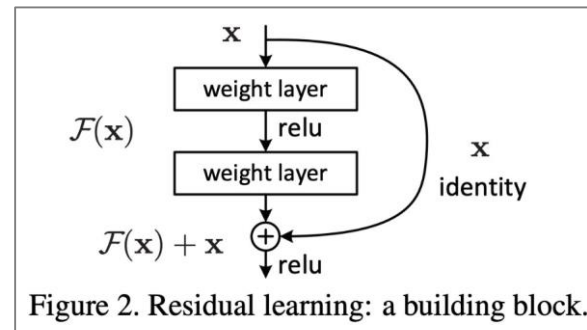 x
weight layer
F(x)
relu
x
weight layer
identity
F(x) + x
+
relu
Figure 2. Residual learning: a building block.